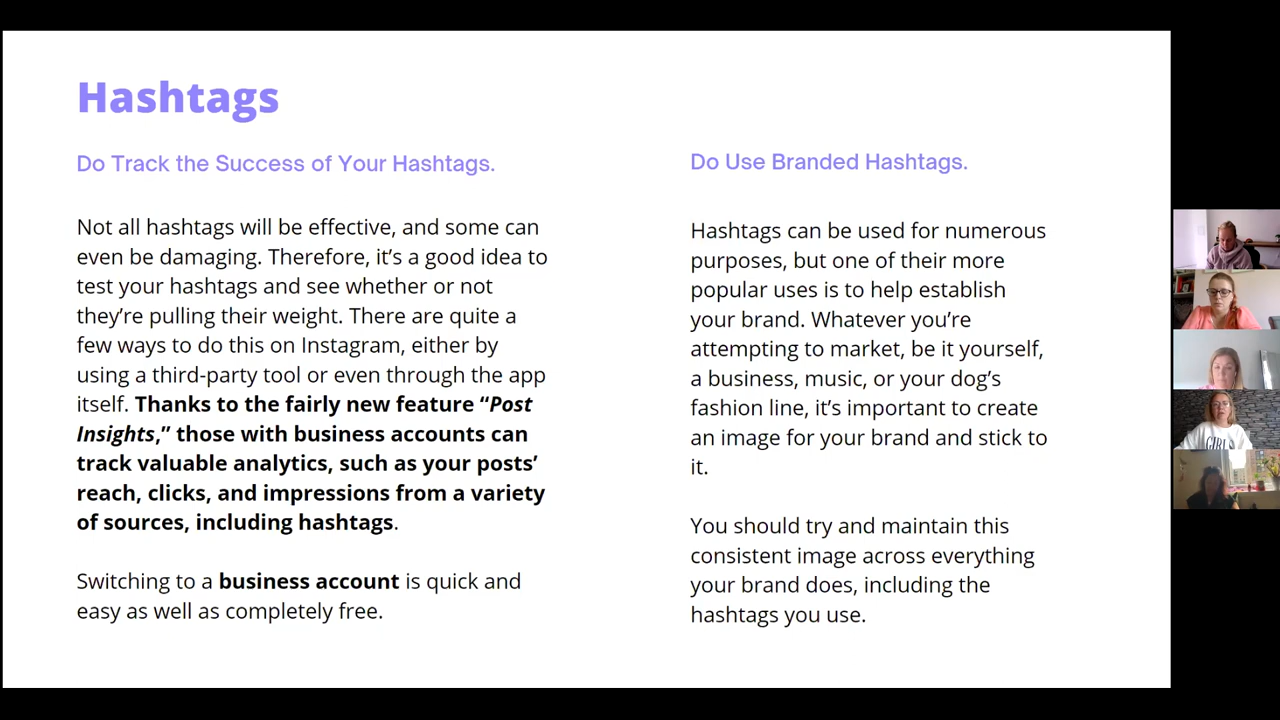 Hashtags
Do Track the Success of Your Hashtags.
Not all hashtags will be effective, and some can
even be damaging. Therefore, it’s a good idea to
test your hashtags and see whether or not
they’re pulling their weight. There are quite a
few ways to do this on Instagram, either by
using a third-party tool or even through the app
itself. Thanks to the fairly new feature “Post
Insights,” those with business accounts can
track valuable analytics, such as your posts’
reach, clicks, and impressions from a variety
of sources, including hashtags.
Switching to a business account is quick and
easy as well as completely free.
Do Use Branded Hashtags.
Hashtags can be used for numerous
purposes, but one of their more
popular uses is to help establish
your brand. Whatever you’re
attempting to market, be it yourself,
a business, music, or your dog’s
fashion line, it’s important to create
an image for your brand and stick to
it.
You should try and maintain this
consistent image across everything
your brand does, including the
hashtags you use.